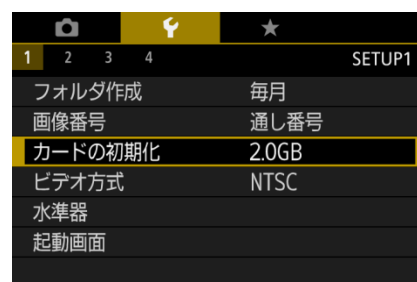 1 2 3 4 SETUP1
フォルダ作成 毎月
画像番号 通し番号
カードの初期化 2.0GB
ビデオ方式 NTSC
水準器
起動画面